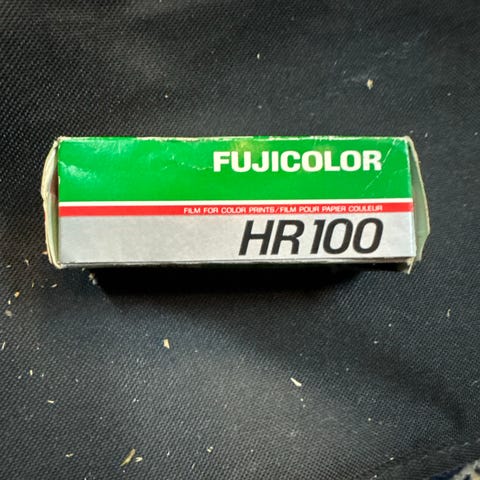 FUJICOLOR
FILM FOR COLOR PRINTS/FILM POUR PAPIER COULEUR
HR100